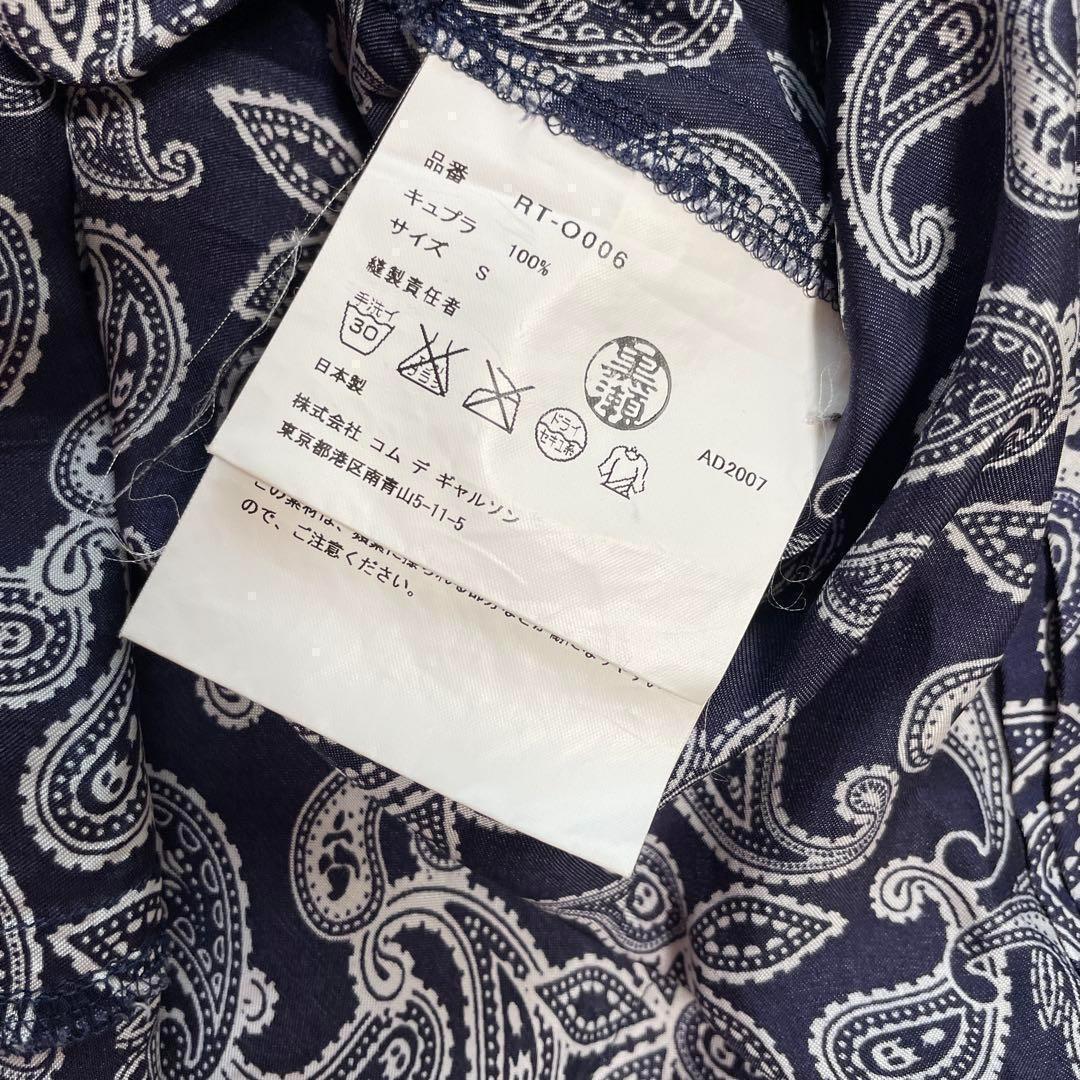 品番 RT-O006
キュプラ 100%
サイズ S
縫製責任者
黒瀬
手洗イ
30
ドライ
セキユ系
日本製
AD2007
株式会社 コム デ ギャルソン
東京都港区南青山5-11-5
この素材は、
ので、ご注意ください。